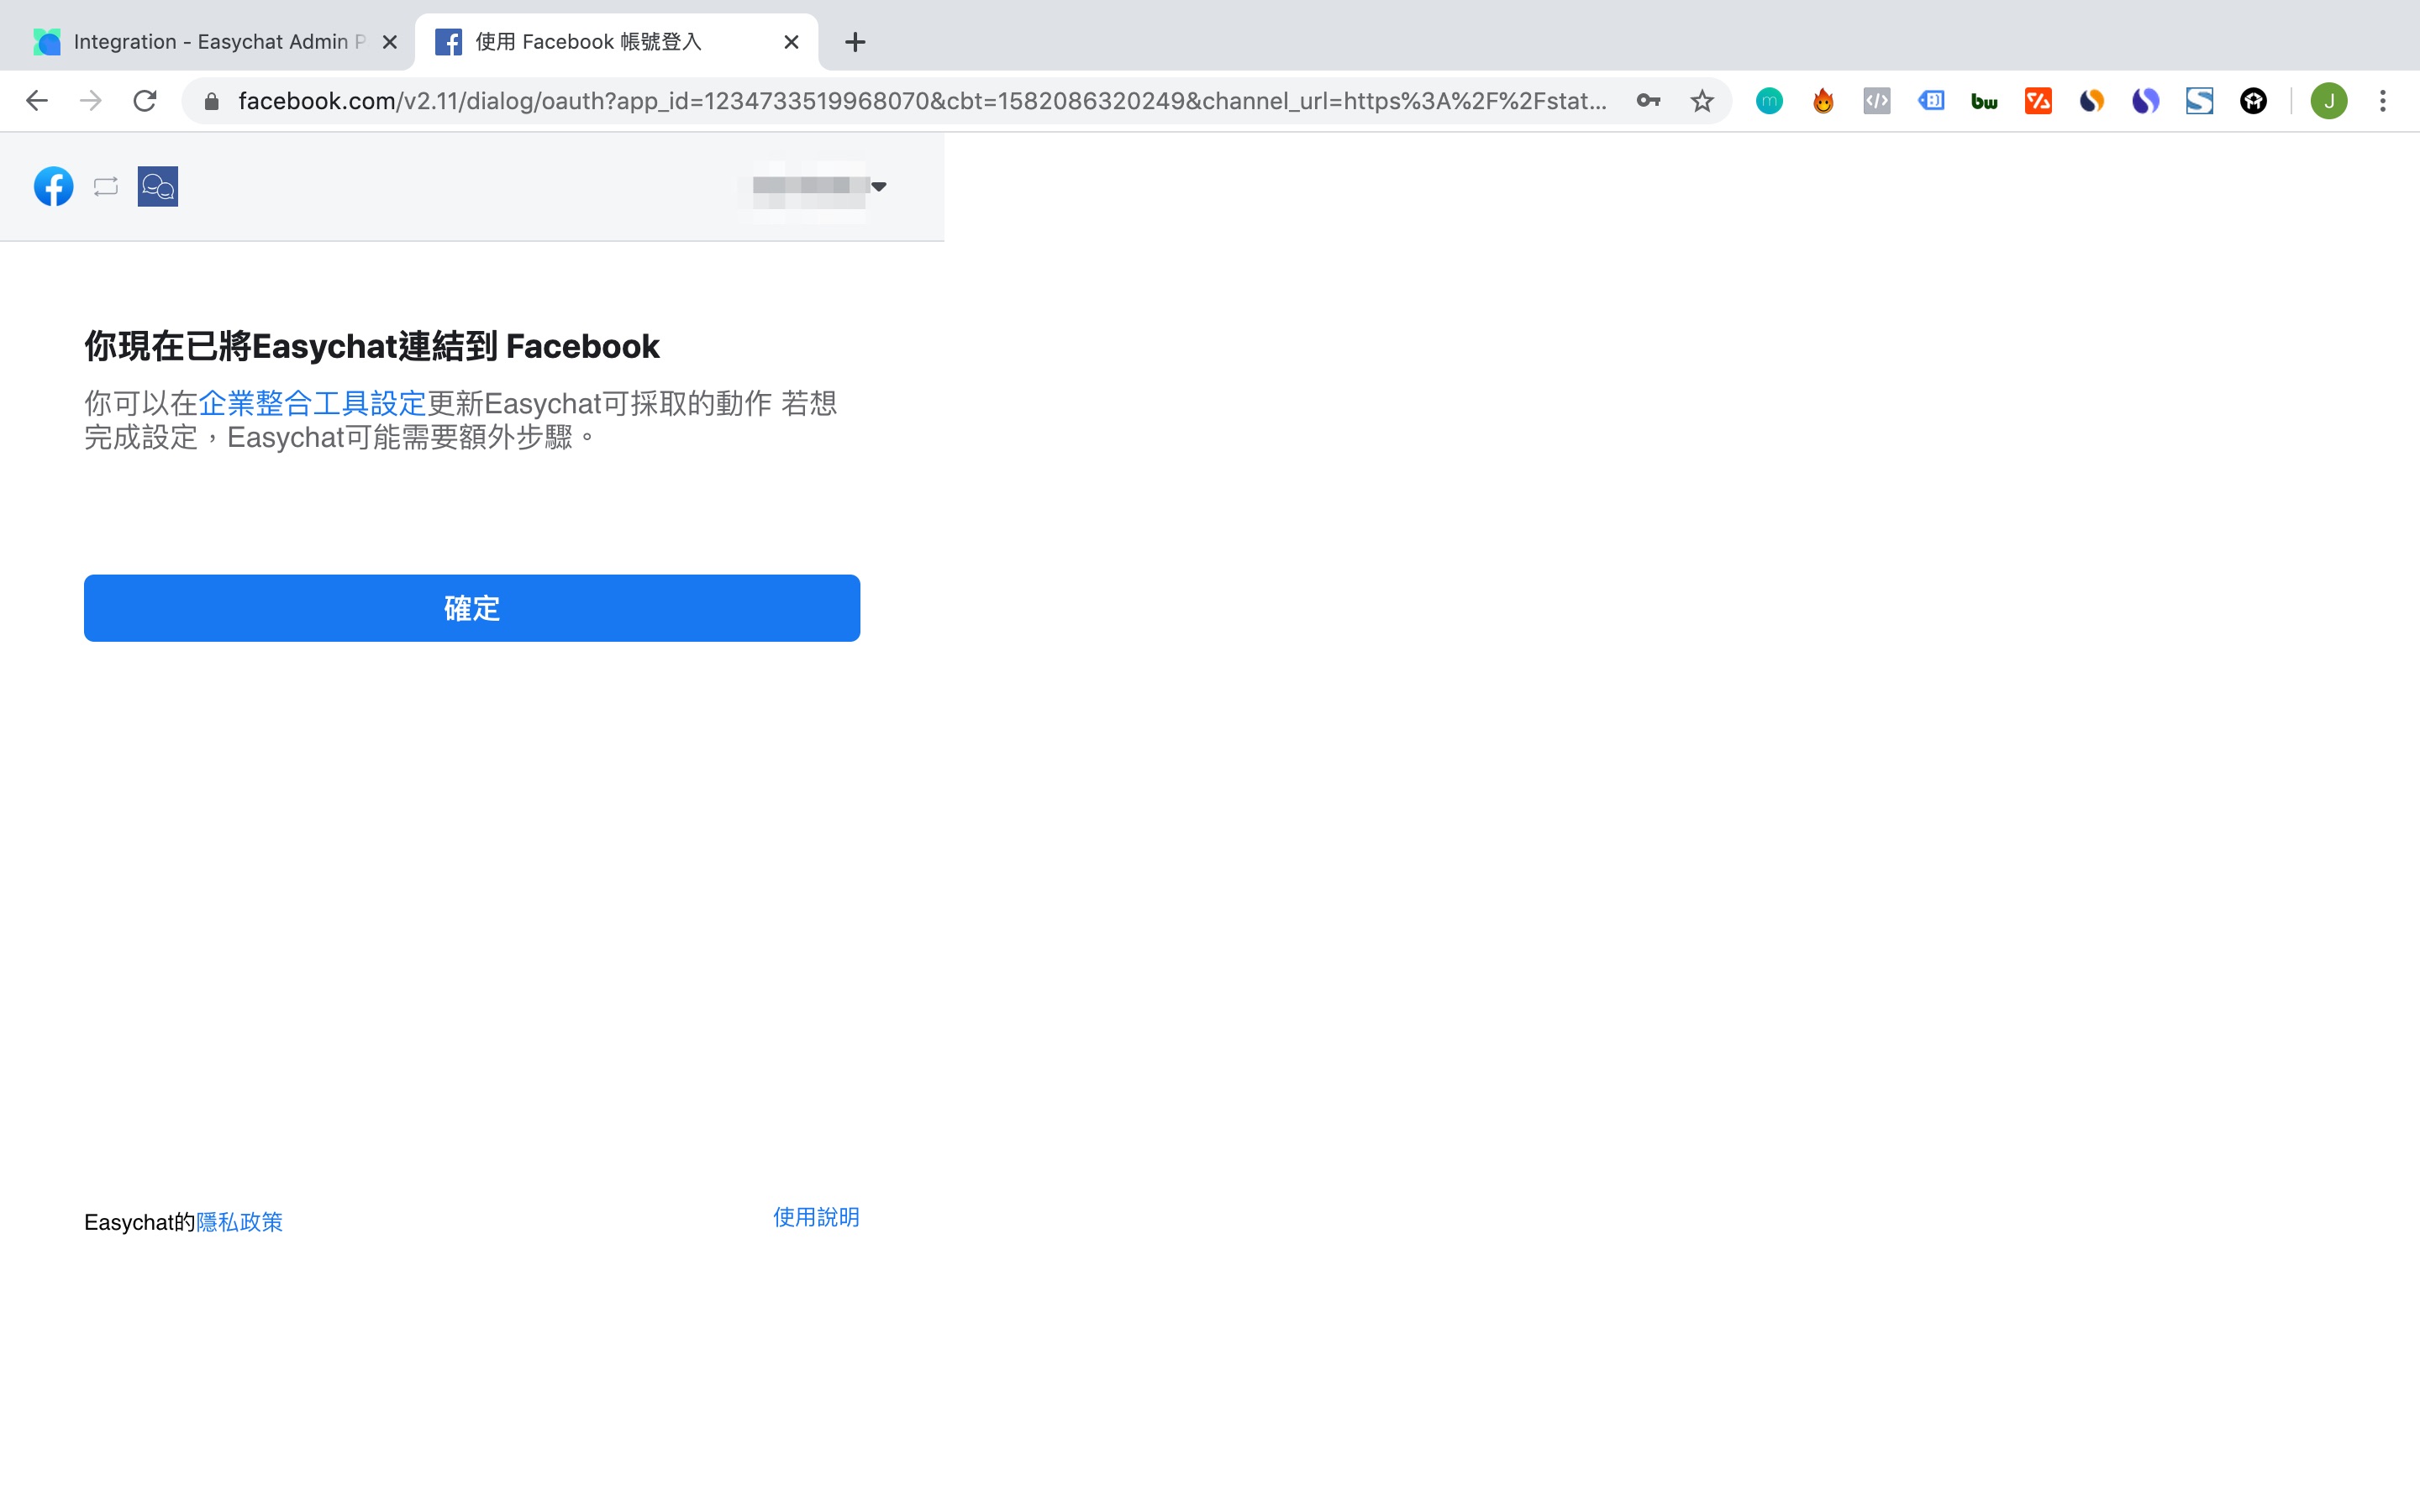 Integration - Easychat Admin P
使用 Facebook 帳號登入
facebook.com/v2.11/dialog/oauth?app_id=1234733519968070&cbt=1582086320249&channel_url=https%3A%2F%2Fstat...
m
bw
J
你現在已將Easychat連結到 Facebook
你可以在企業整合工具設定更新Easychat可採取的動作 若想
完成設定，Easychat可能需要額外步驟。
確定
Easychat的隱私政策
使用說明